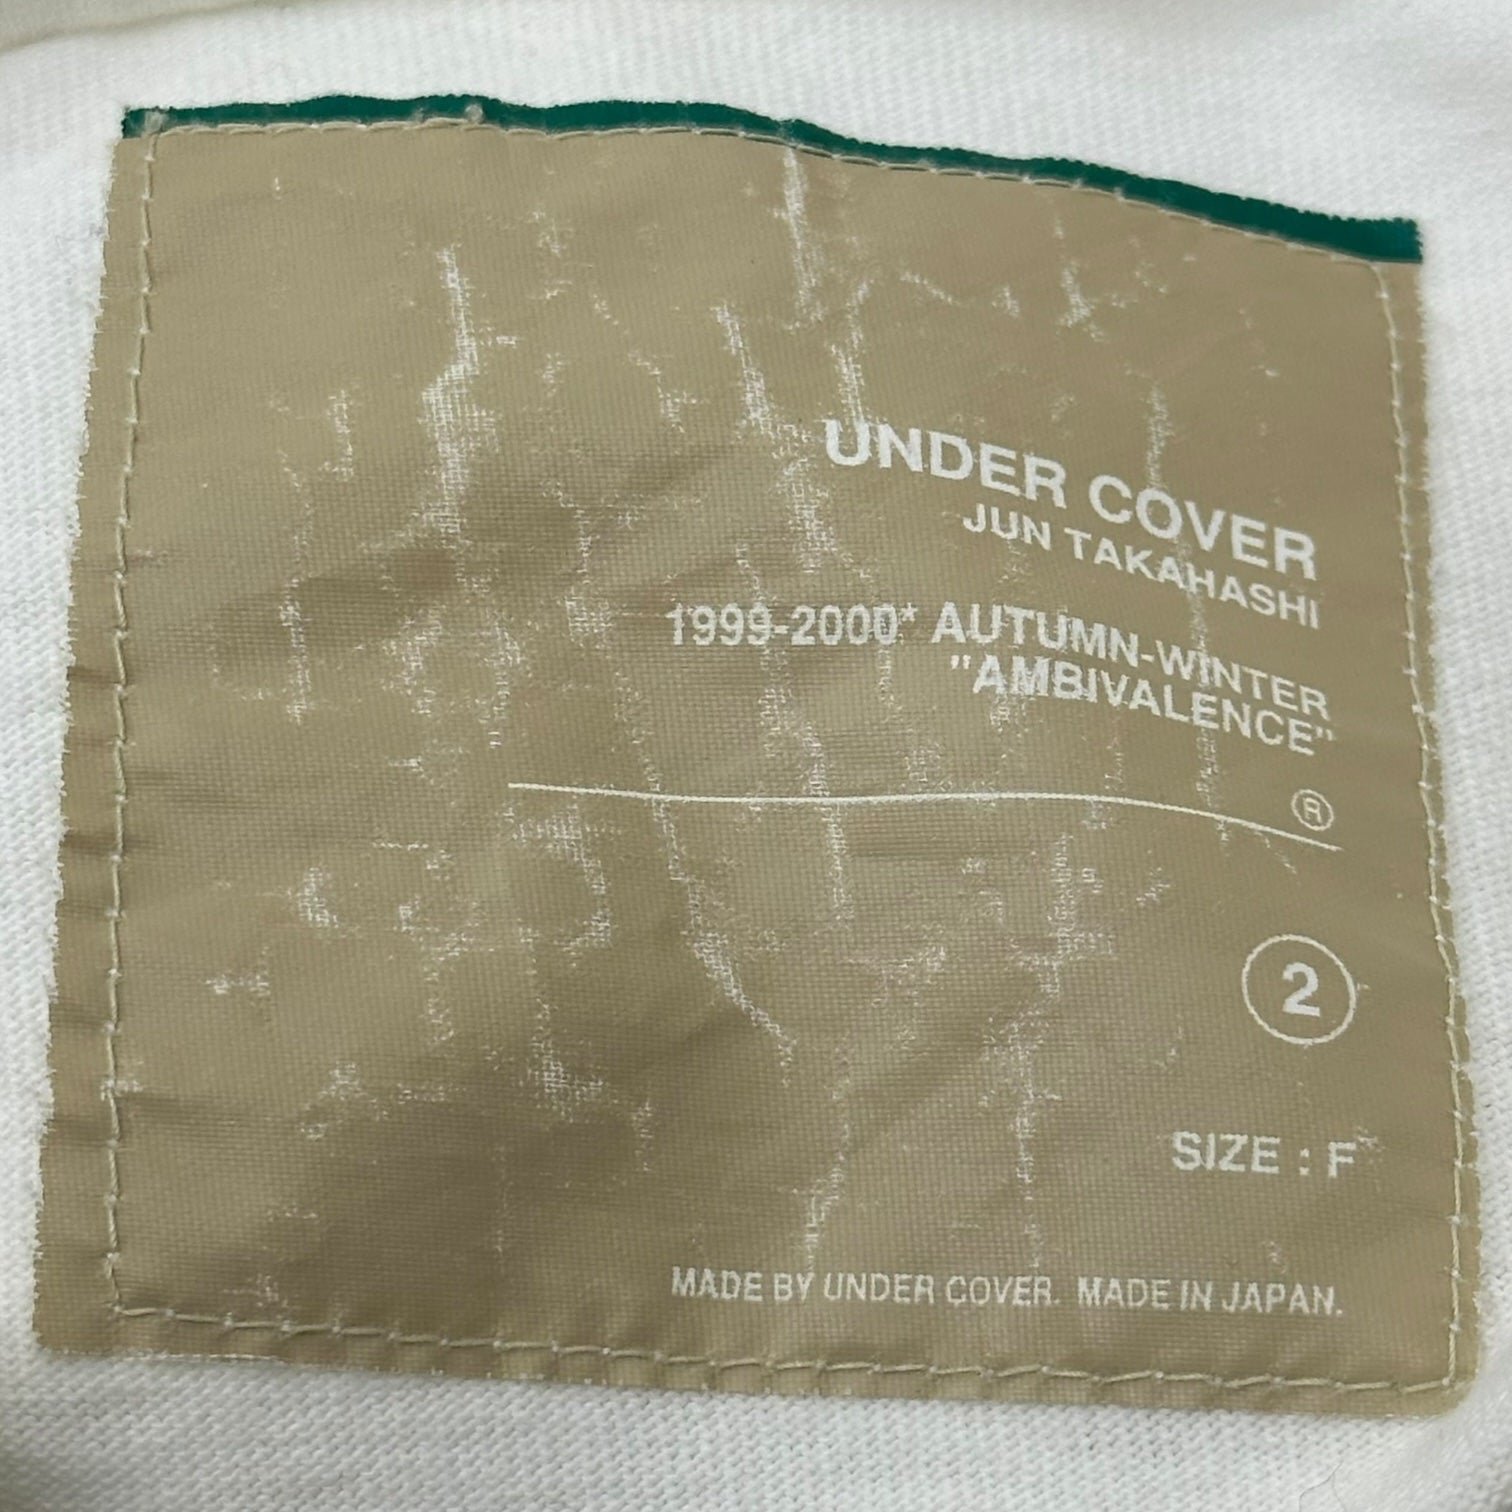 UNDER COVER
JUN TAKAHASHI
1999-2000* AUTUMN-WINTER
"AMBIVALENCE"
®
2
SIZE : F
MADE BY UNDER COVER. MADE IN JAPAN.